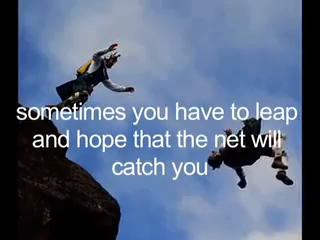 sometimes you have to leap
and hope that the net will
catch you